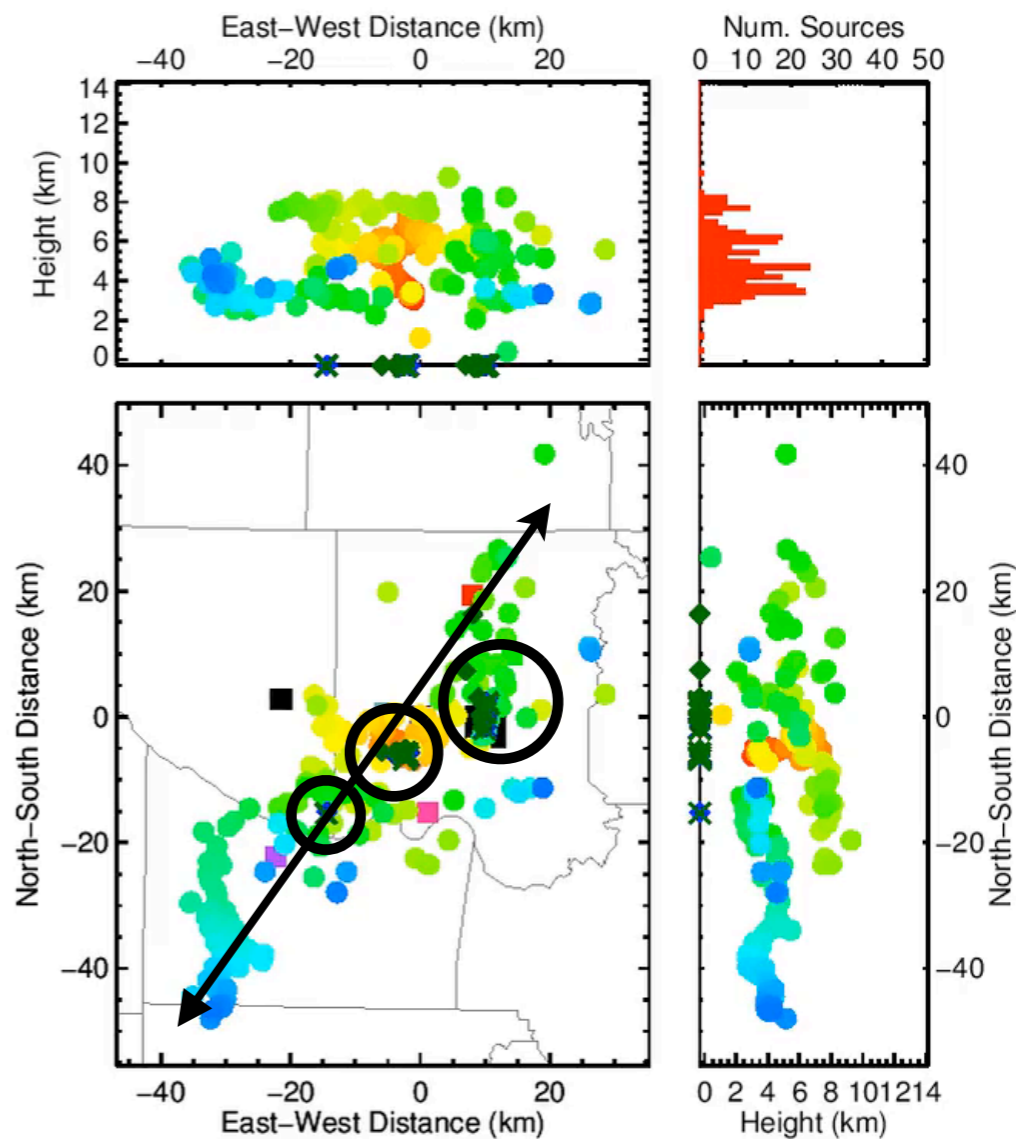 East−West Distance (km)
Num. Sources
−40 −20 0 20
0 10 20 30 40 50
Height (km)
14
12
10
8
6
4
2
0
North−South Distance (km)
40
20
0
−20
−40
40
20
0
−20
−40
North−South Distance (km)
−40 −20 0 20
0 2 4 6 8 101214
East−West Distance (km)
Height (km)